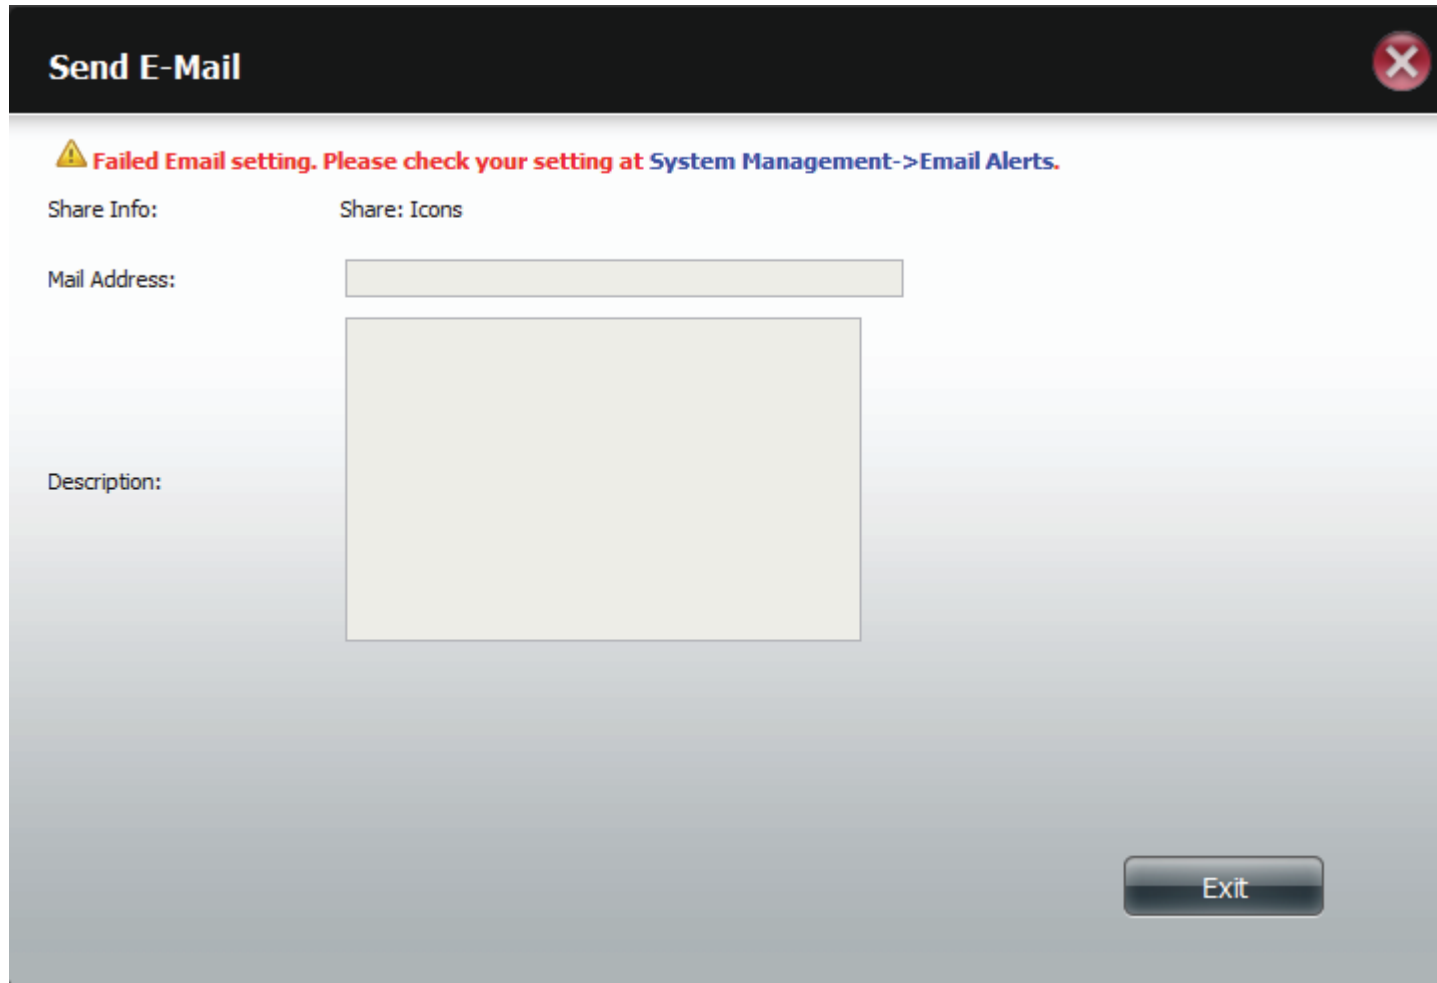 Send E-Mail
Failed Email setting. Please check your setting at System Management->Email Alerts.
Share Info: Share: Icons
Mail Address:
Description:
Exit